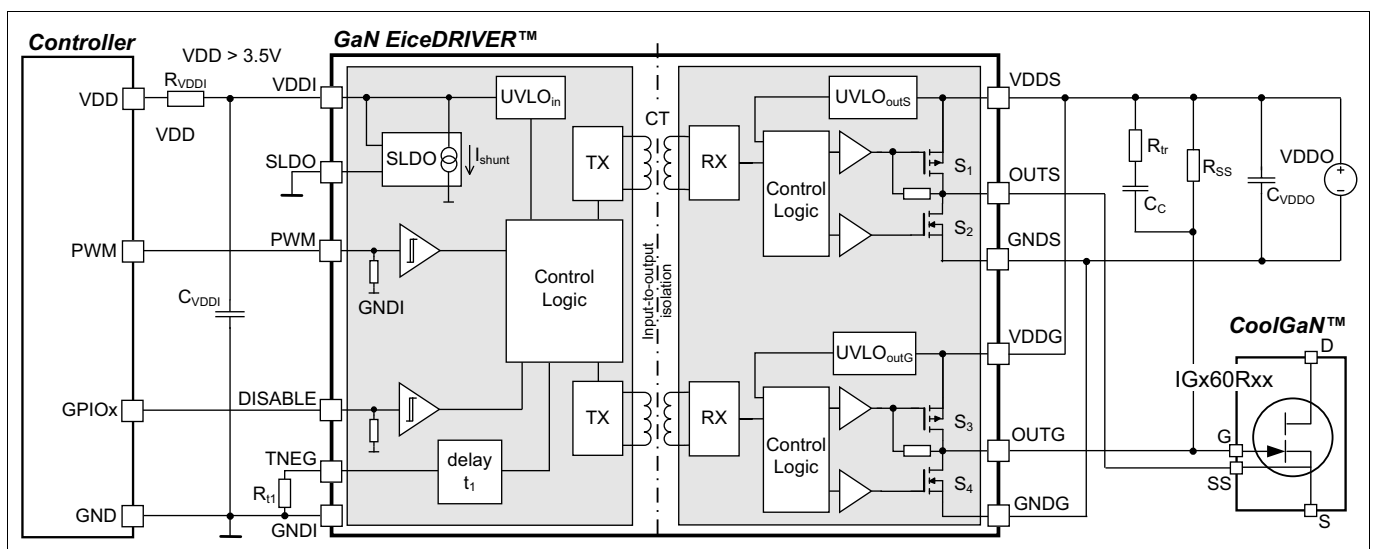 Controller
GaN EiceDRIVER™
VDD > 3.5V
VDD
RVDDI
VDDI
VDD
SLDO
SLDO
Ishunt
UVLOin
TX
CT
RX
UVLOoutS
Control
Logic
S1
S2
VDDS
OUTS
GNDS
Rtr
CC
RSS
CVDDO
VDDO
PWM
PWM
GNDI
CVDDI
Control
Logic
Input-to-output
isolation
GPIOx
DISABLE
TNEG
delay
t1
Rt1
GND
GNDI
TX
RX
UVLOoutG
Control
Logic
S3
S4
VDDG
OUTG
GNDG
CoolGaN™
IGx60Rxx
D
G
SS
S